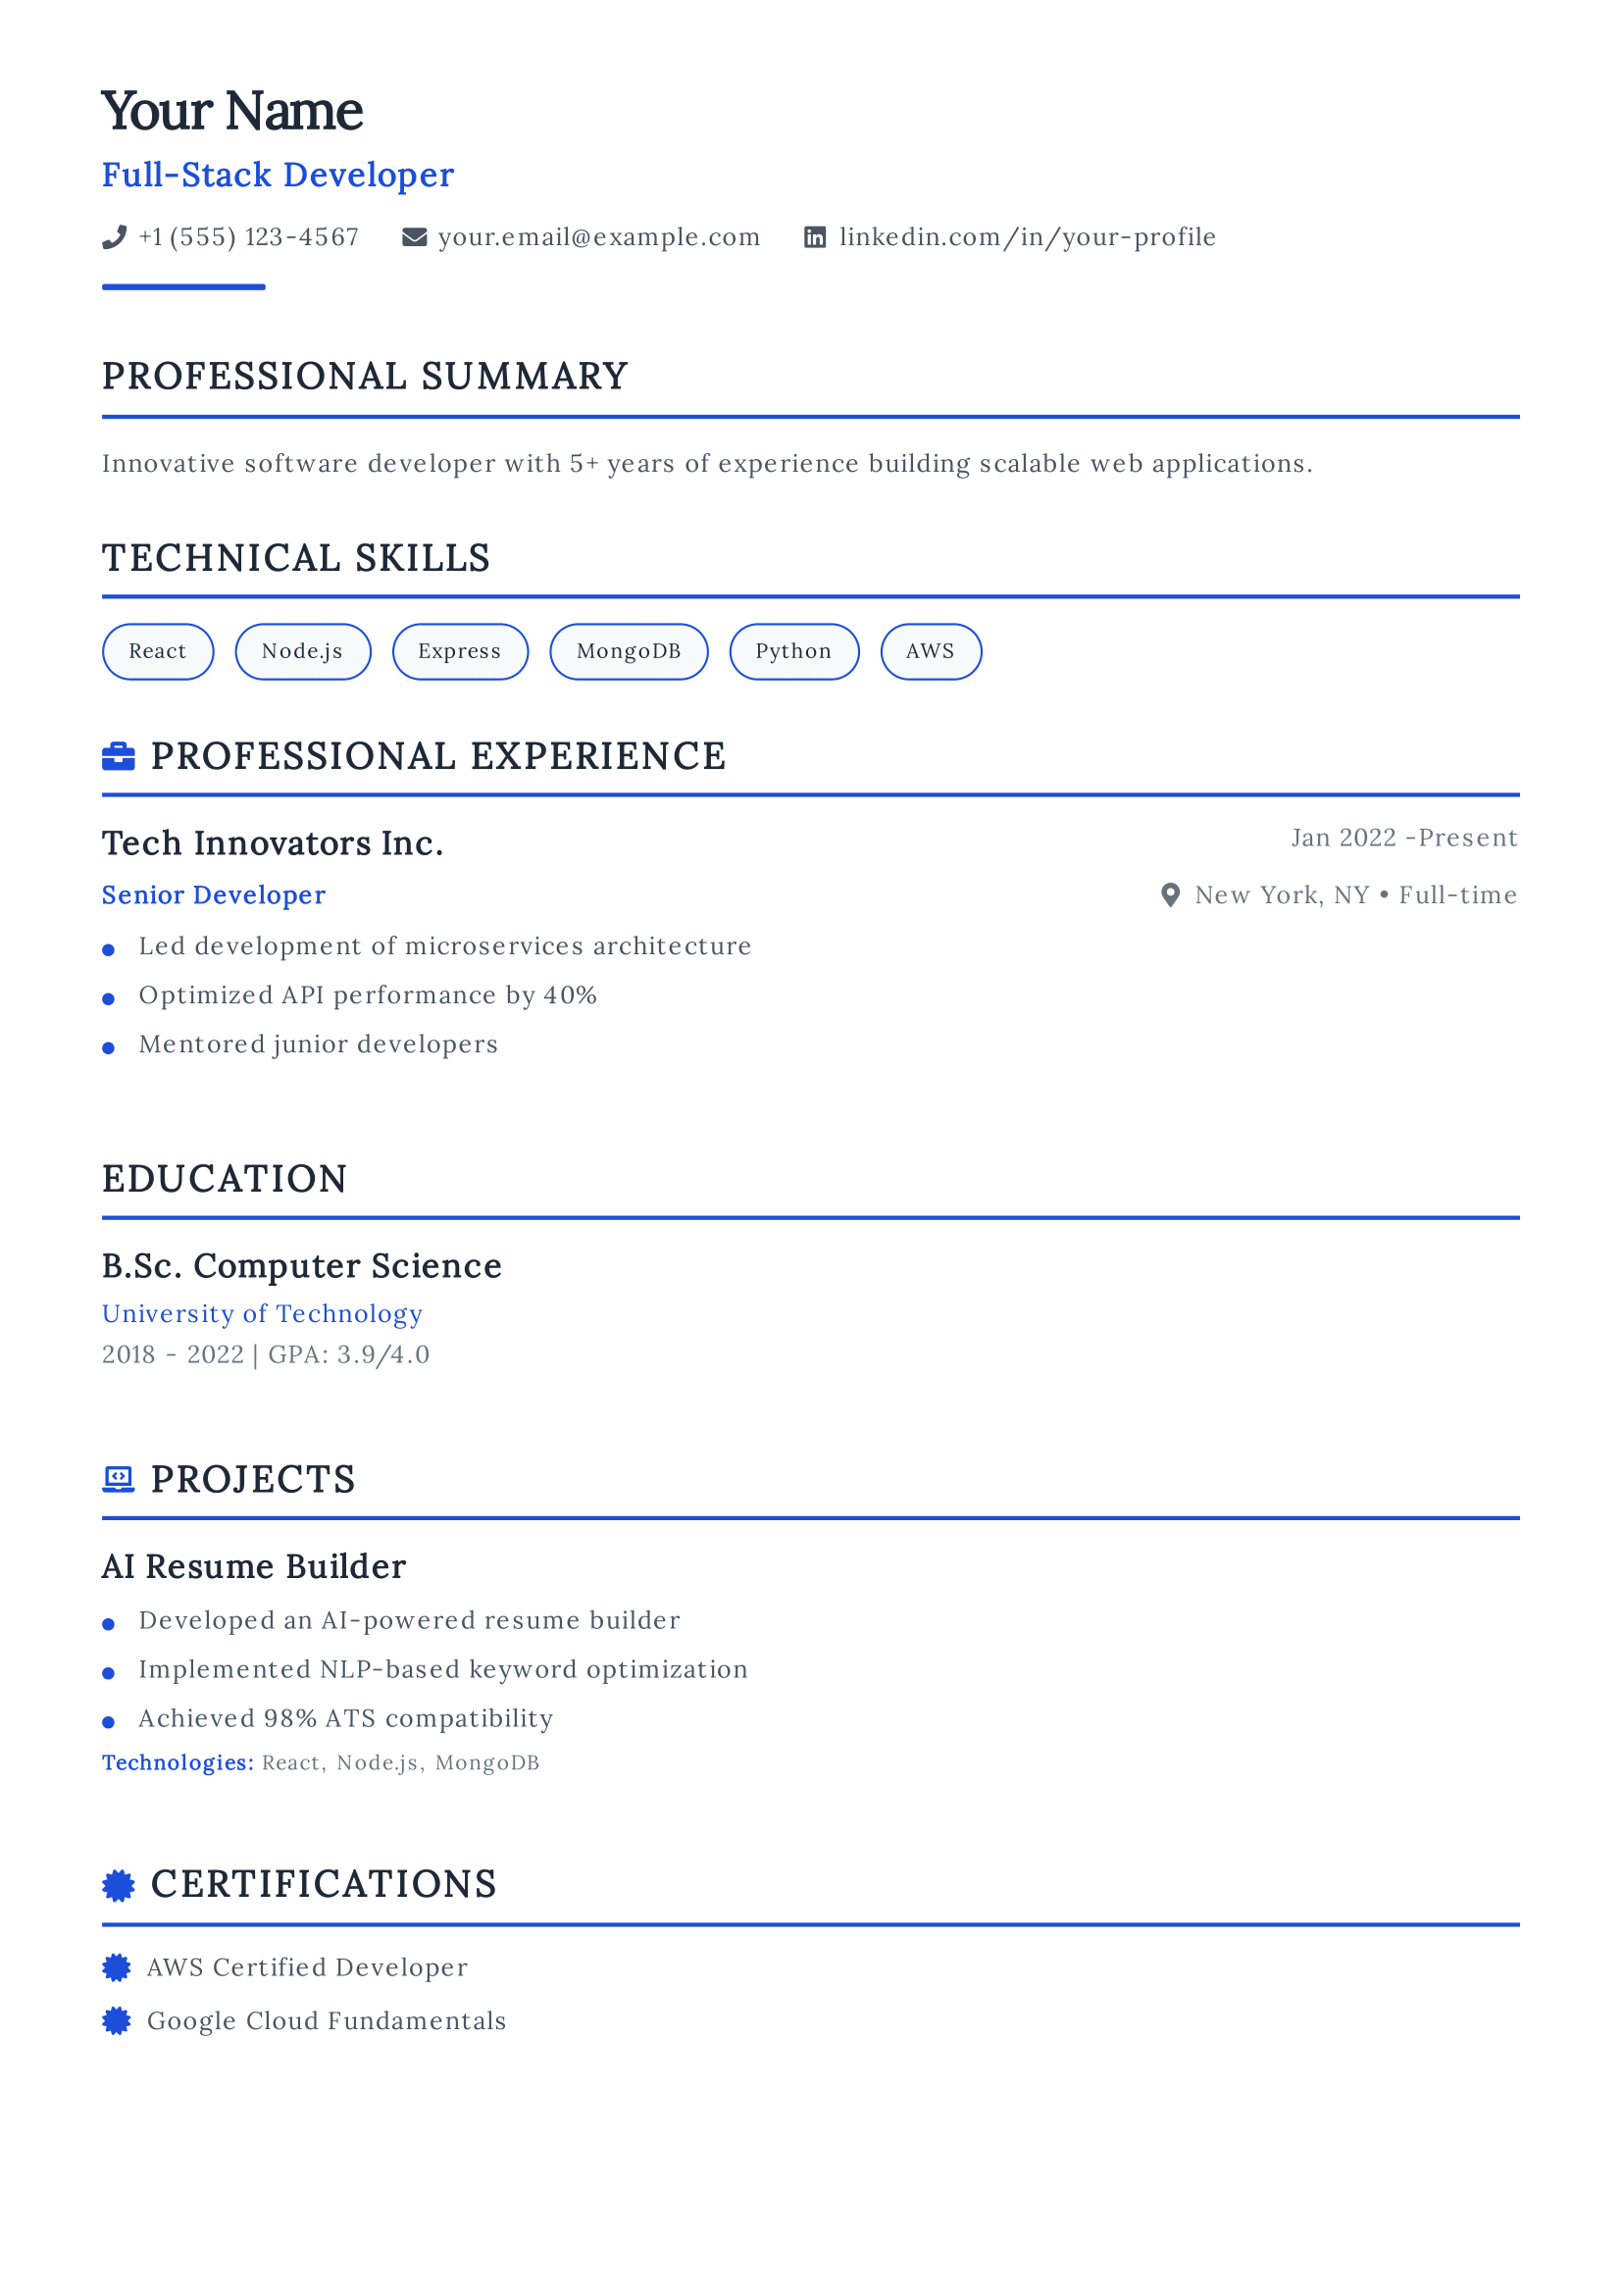 Your Name
Full-Stack Developer
+1 (555) 123-4567 your.email@example.com linkedin.com/in/your-profile
PROFESSIONAL SUMMARY
Innovative software developer with 5+ years of experience building scalable web applications.
TECHNICAL SKILLS
React Node.js Express MongoDB Python AWS
PROFESSIONAL EXPERIENCE
Tech Innovators Inc. Jan 2022 -Present
Senior Developer New York, NY • Full-time
Led development of microservices architecture
Optimized API performance by 40%
Mentored junior developers
EDUCATION
B.Sc. Computer Science
University of Technology
2018 - 2022 | GPA: 3.9/4.0
PROJECTS
AI Resume Builder
Developed an AI-powered resume builder
Implemented NLP-based keyword optimization
Achieved 98% ATS compatibility
Technologies: React, Node.js, MongoDB
CERTIFICATIONS
AWS Certified Developer
Google Cloud Fundamentals